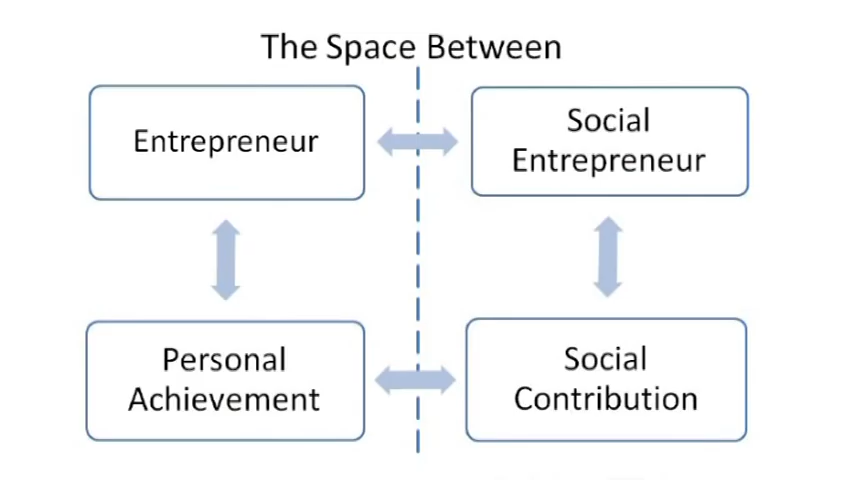 The Space Between
Entrepreneur
Social
Entrepreneur
Personal
Achievement
Social
Contribution